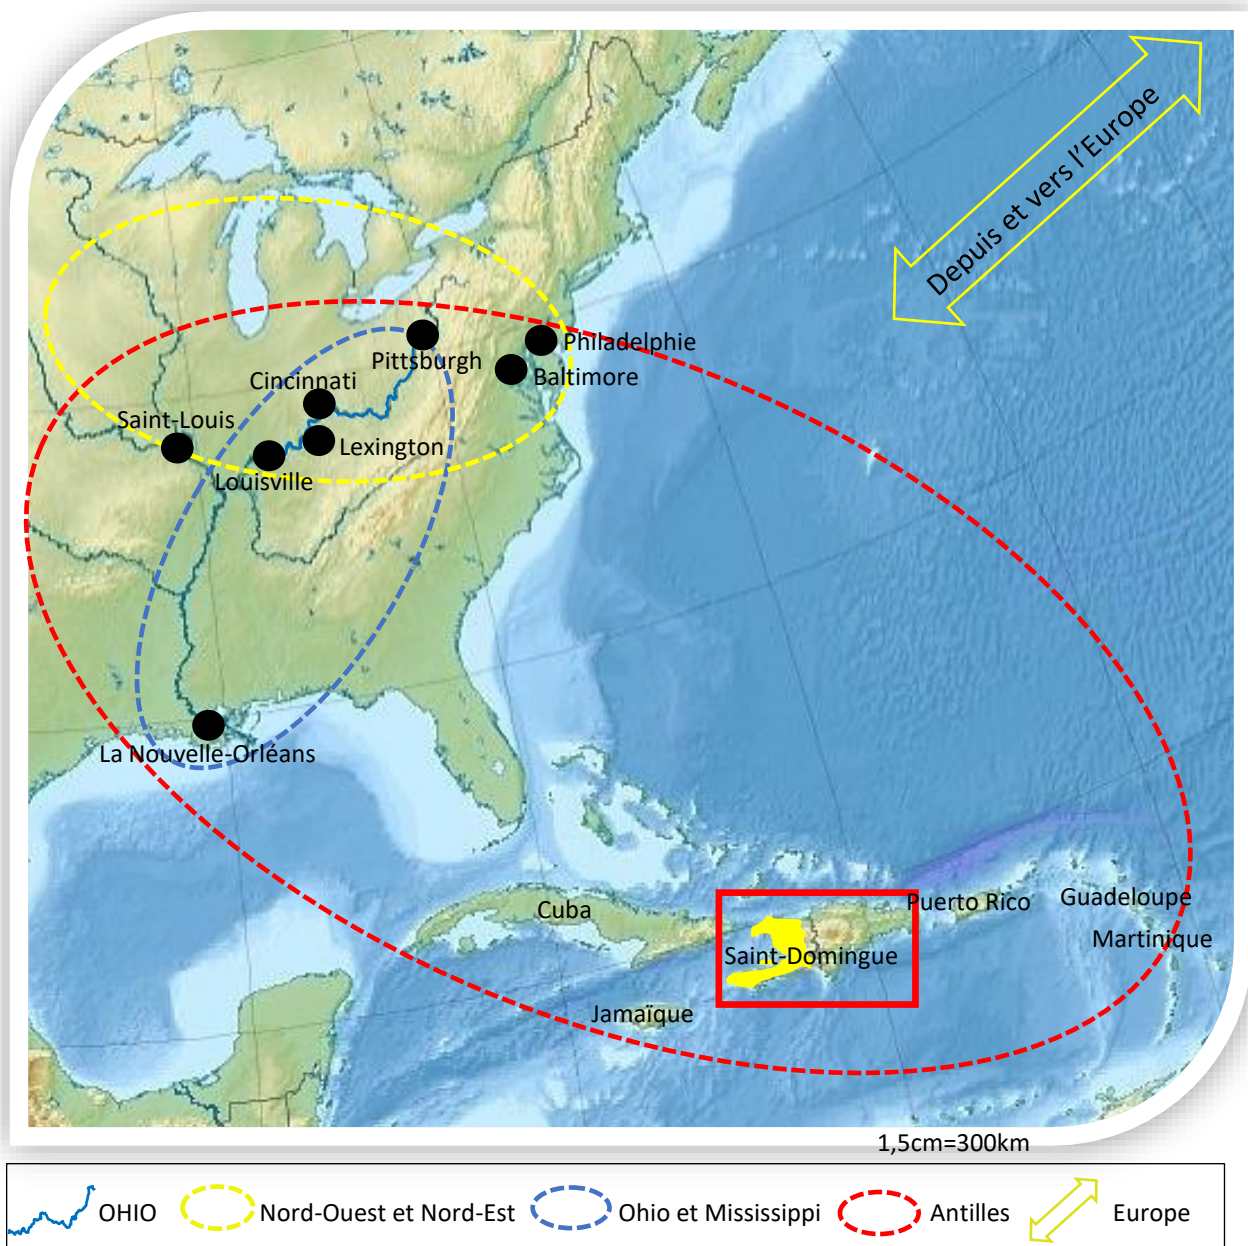 Depuis et vers l'Europe
Philadelphie
Pittsburgh
Baltimore
Cincinnati
Saint-Louis
Lexington
Louisville
La Nouvelle-Orléans
Puerto Rico
Guadeloupe
Cuba
Martinique
Saint-Domingue
Jamaïque
1,5cm=300km
OHIO
Nord-Ouest et Nord-Est
Ohio et Mississippi
Antilles
Europe